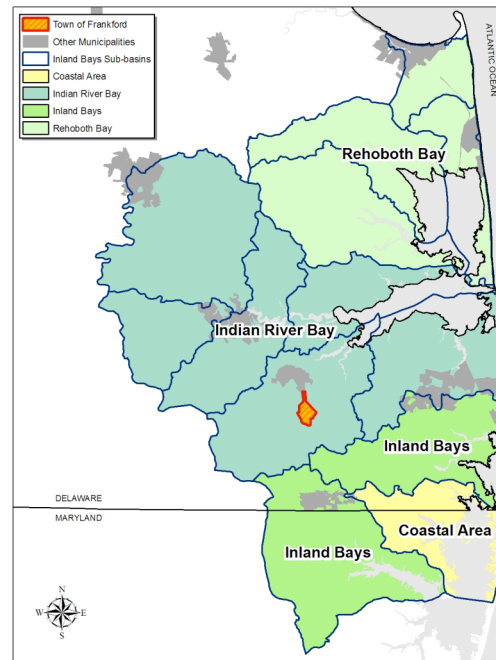 Town of Frankford
Other Municipalities
Inland Bays Sub-basins
Coastal Area
Indian River Bay
Inland Bays
Rehoboth Bay
ATLANTIC OCEAN
Rehoboth Bay
Indian River Bay
Inland Bays
DELAWARE
MARYLAND
Coastal Area
Inland Bays
N
W E
S